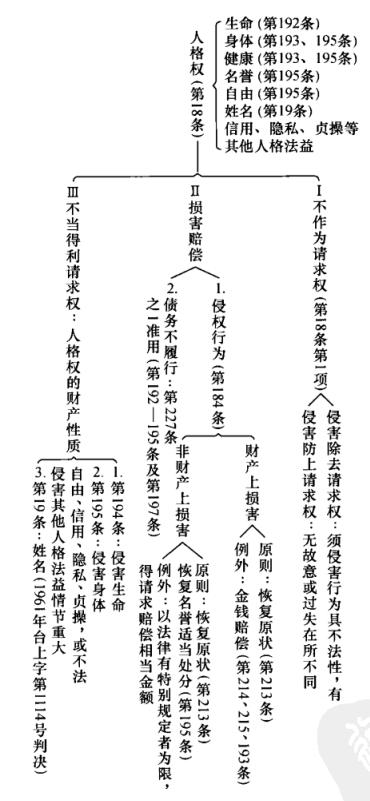 人格权（第18条）
生命（第192条）
身体（第193、195条）
健康（第193、195条）
名誉（第195条）
自由（第195条）
姓名（第19条）
信用、隐私、贞操等
其他人格法益
Ⅰ不作为请求权（第18条第1项）
侵害除去请求权：须侵害行为具不法性，有
侵害防上请求权：无故意或过失在所不同
Ⅱ损害赔偿
1.侵权行为（第184条）
财产上损害
原则：恢复原状（第213条）
例外：金钱赔偿（第214、215、193条）
非财产上损害
原则：恢复原状（第213条）
恢复名誉适当处分（第195条）
例外：以法律有特别规定者为限，
得请求赔偿相当金额
2.债务不履行：第227条
之一准用（第192—195条及第197条）
Ⅲ不当得利请求权：人格权的财产性质
1.第194条：侵害生命
2.第195条：侵害身体
自由、信用、隐私、贞操，或不法
侵害其他人格法益情节重大
3.第19条：姓名（1961年台上字第1114号判决）